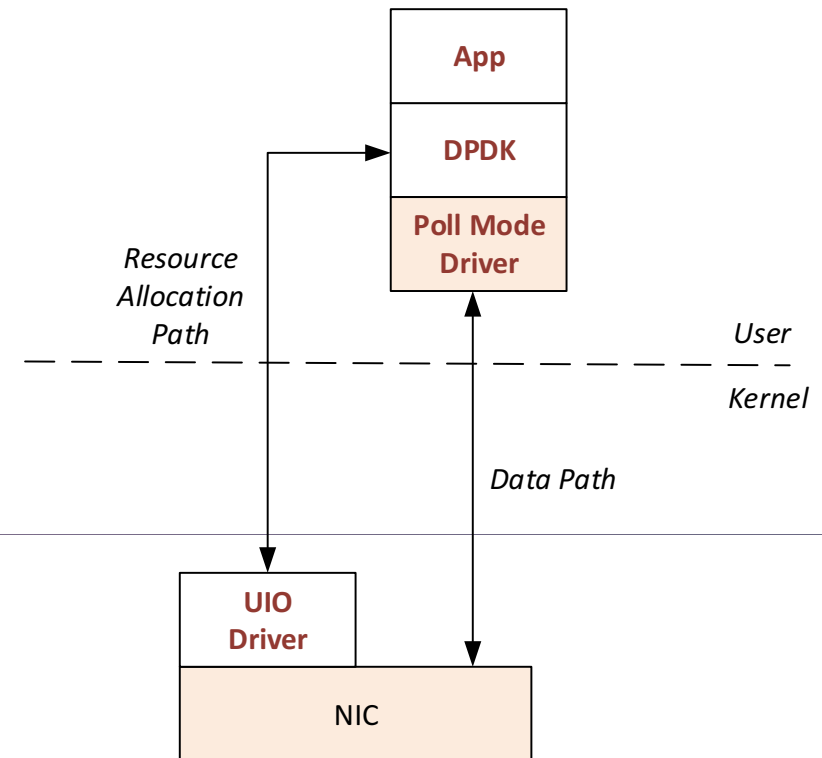 App
DPDK
Poll Mode
Driver
Resource
Allocation
Path
User
Kernel
Data Path
UIO
Driver
NIC